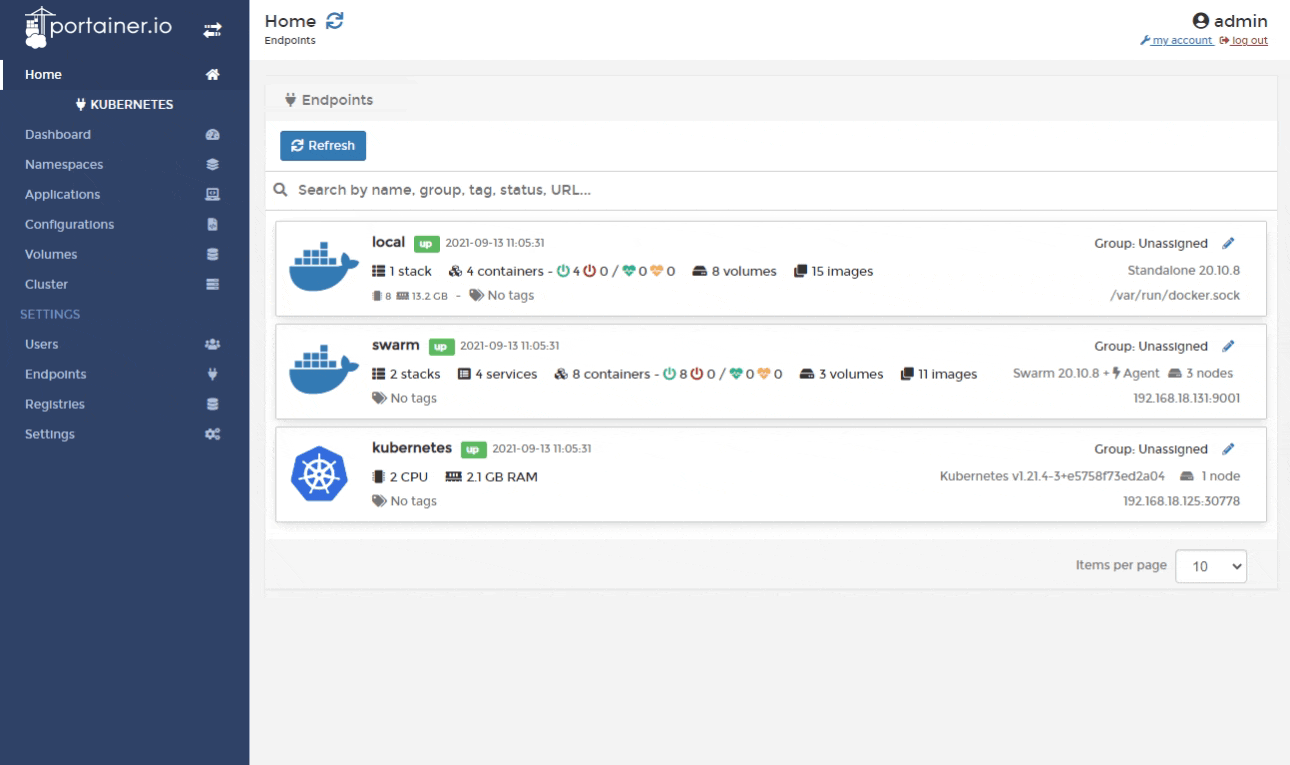 portainer.io
Home
KUBERNETES
Dashboard
Namespaces
Applications
Configurations
Volumes
Cluster
SETTINGS
Users
Endpoints
Registries
Settings
Home
Endpoints
admin
my account log out
Endpoints
Refresh
Search by name, group, tag, status, URL...
local up 2021-09-13 11:05:31 Group: Unassigned
1 stack 4 containers - 4 0 / 0 0 8 volumes 15 images Standalone 20.10.8
8 13.2 GB - No tags /var/run/docker.sock
swarm up 2021-09-13 11:05:31 Group: Unassigned
2 stacks 4 services 8 containers - 8 0 / 0 0 3 volumes 11 images Swarm 20.10.8 + Agent 3 nodes
No tags 192.168.18.131:9001
kubernetes up 2021-09-13 11:05:31 Group: Unassigned
2 CPU 2.1 GB RAM Kubernetes v1.21.4-3+e5758f73ed2a04 1 node
No tags 192.168.18.125:30778
Items per page 10